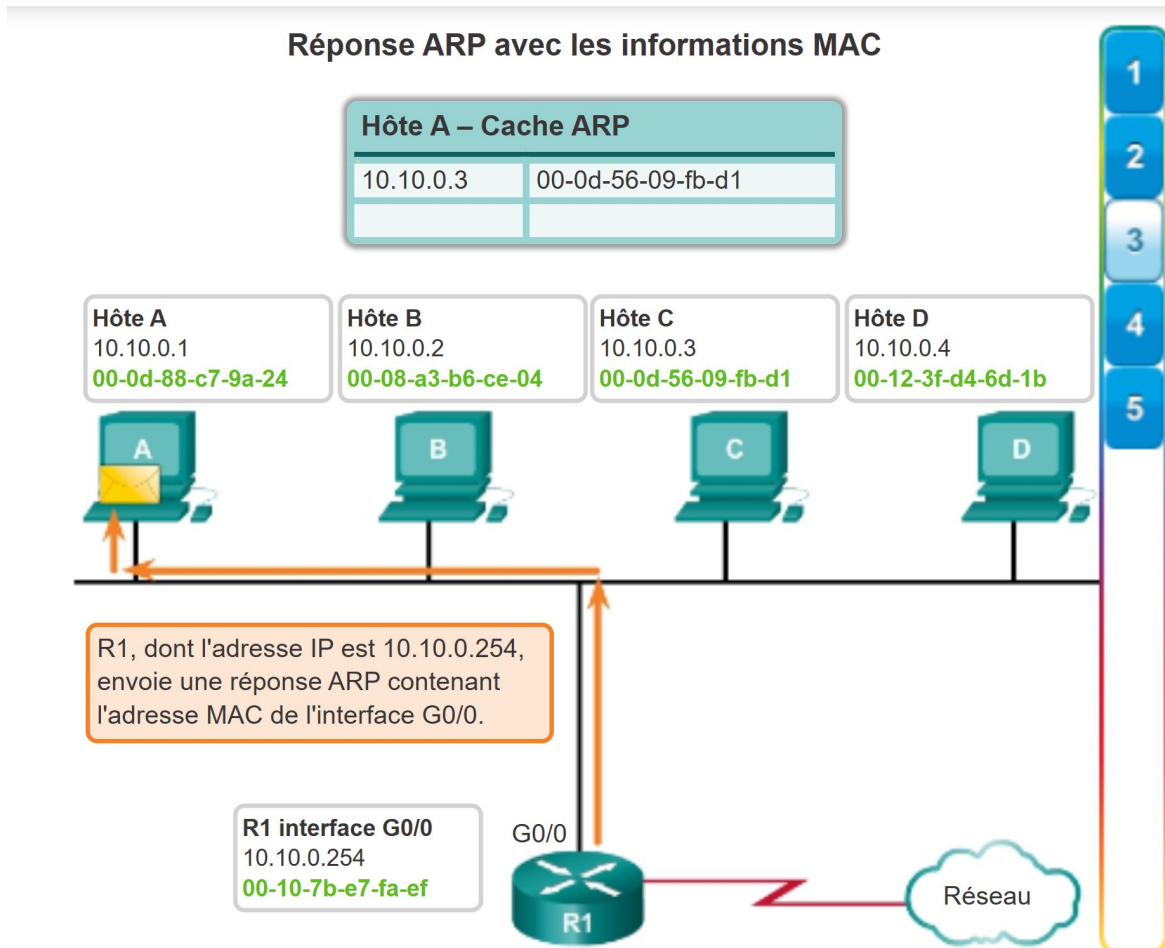 Réponse ARP avec les informations MAC
Hôte A – Cache ARP
10.10.0.3 00-0d-56-09-fb-d1
Hôte A
10.10.0.1
00-0d-88-c7-9a-24
Hôte B
10.10.0.2
00-08-a3-b6-ce-04
Hôte C
10.10.0.3
00-0d-56-09-fb-d1
Hôte D
10.10.0.4
00-12-3f-d4-6d-1b
A
B
C
D
R1, dont l'adresse IP est 10.10.0.254,
envoie une réponse ARP contenant
l'adresse MAC de l'interface G0/0.
R1 interface G0/0
10.10.0.254
00-10-7b-e7-fa-ef
G0/0
R1
Réseau
1
2
3
4
5